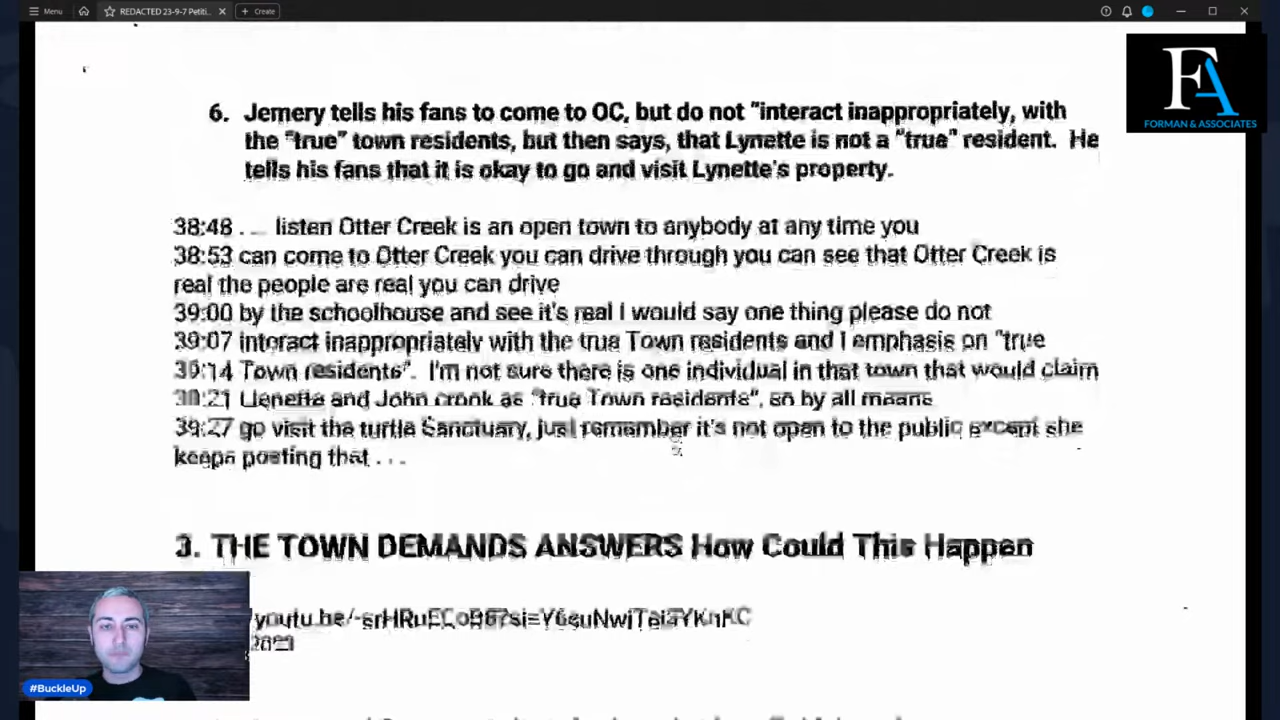 Menu
REDACTED 23-9-7 Petiti...
Create
FORMAN & ASSOCIATES
6. Jemery tells his fans to come to OC, but do not "interact inappropriately, with
the "true" town residents, but then says, that Lynette is not a "true" resident. He
tells his fans that it is okay to go and visit Lynette's property.
38:48 . .. listen Otter Creek is an open town to anybody at any time you
38:53 can come to Otter Creek you can drive through you can see that Otter Creek is
real the people are real you can drive
39:00 by the schoolhouse and see it's real I would say one thing please do not
39:07 interact inappropriately with the true Town residents and I emphasis on "true
39:14 Town residents". I'm not sure there is one individual in that town that would claim
and John cronk as "true Town residents", so by all means
39:27 go visit the turtle Sanctuary, just remember it's not open to the public except she
keeps posting that . . .
3. THE TOWN DEMANDS ANSWERS How Could This Happen
#BuckleUp